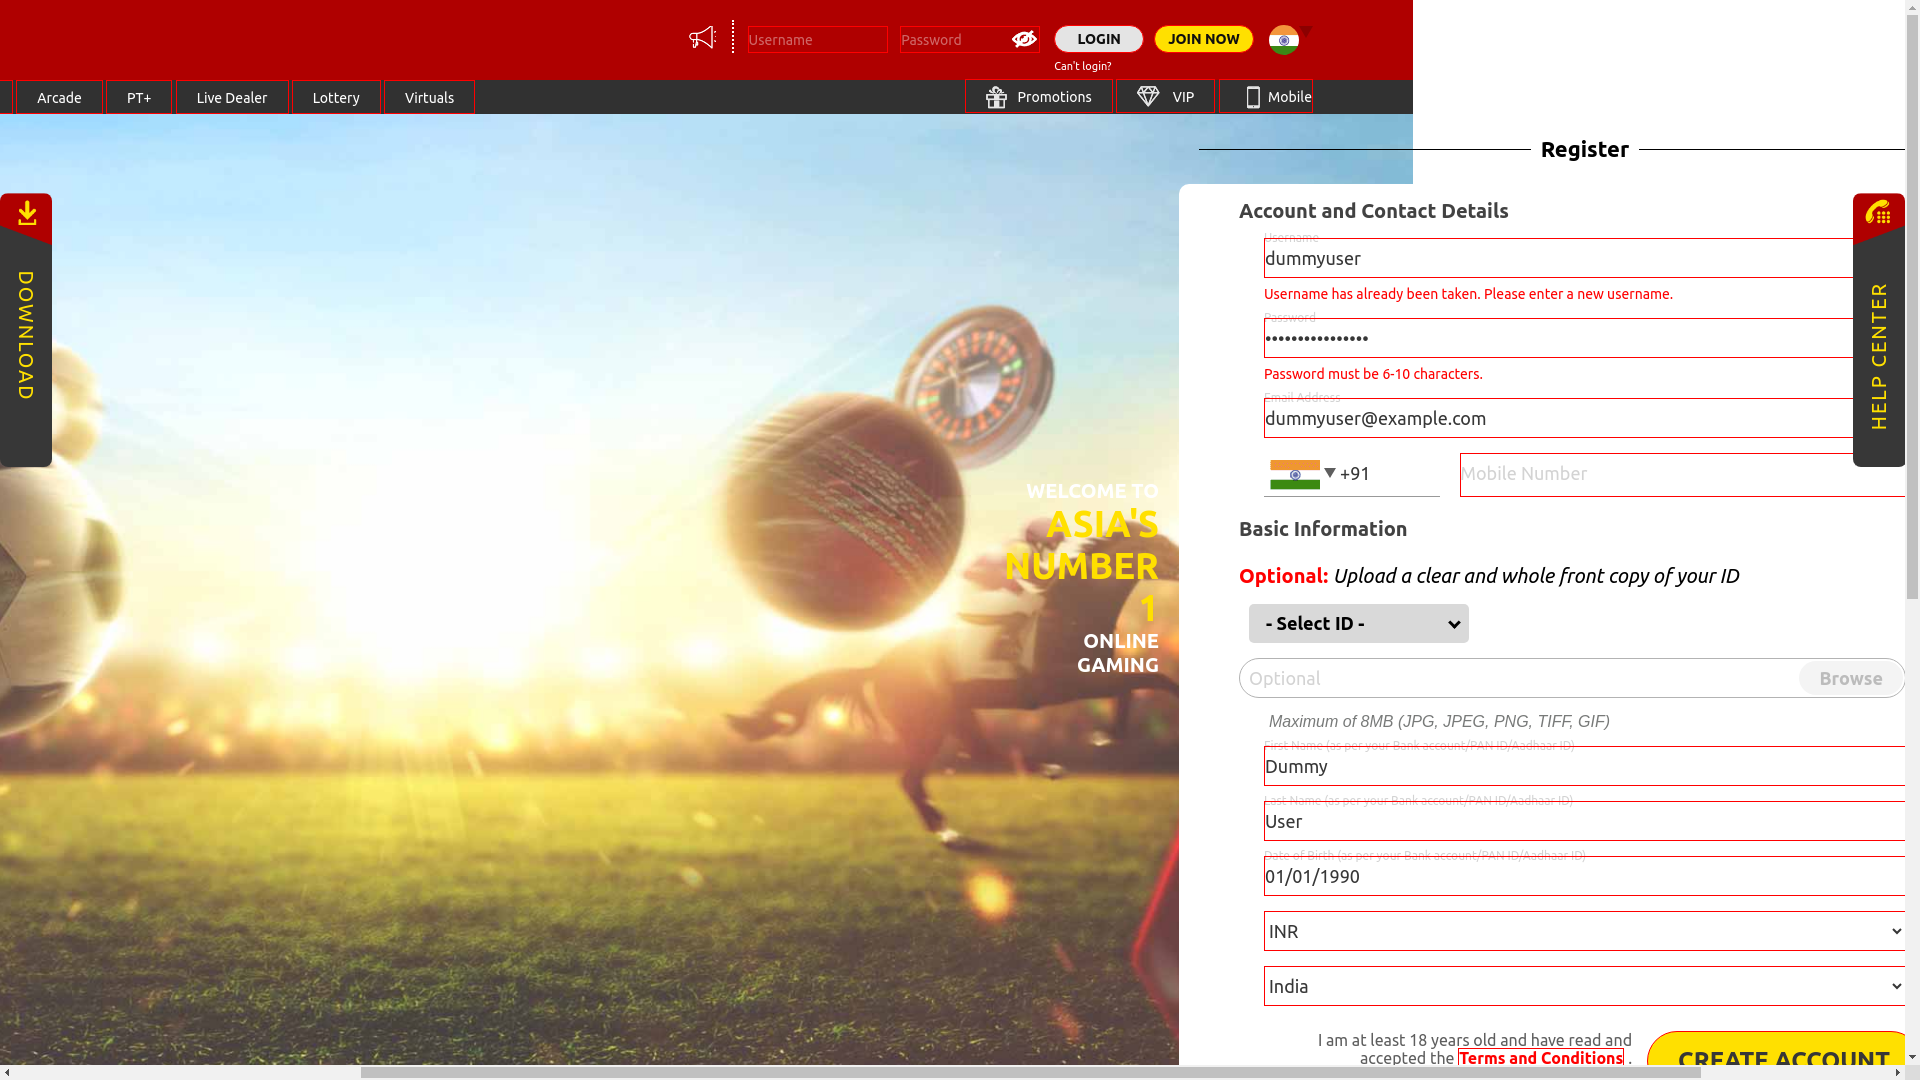 Username
Password
LOGIN
JOIN NOW
Can't login?
Arcade
PT+
Live Dealer
Lottery
Virtuals
Promotions
VIP
Mobile
Register
DOWNLOAD
HELP CENTER
WELCOME TO
ASIA'S
NUMBER
1
ONLINE
GAMING
Account and Contact Details
Username
dummyuser
Username has already been taken. Please enter a new username.
Password
••••••••••••••••
Password must be 6-10 characters.
Email Address
dummyuser@example.com
+91
Mobile Number
Basic Information
Optional: Upload a clear and whole front copy of your ID
- Select ID -
Optional
Browse
Maximum of 8MB (JPG, JPEG, PNG, TIFF, GIF)
First Name (as per your Bank account/PAN ID/Aadhaar ID)
Dummy
Last Name (as per your Bank account/PAN ID/Aadhaar ID)
User
Date of Birth (as per your Bank account/PAN ID/Aadhaar ID)
01/01/1990
INR
India
I am at least 18 years old and have read and
accepted the Terms and Conditions .
CREATE ACCOUNT